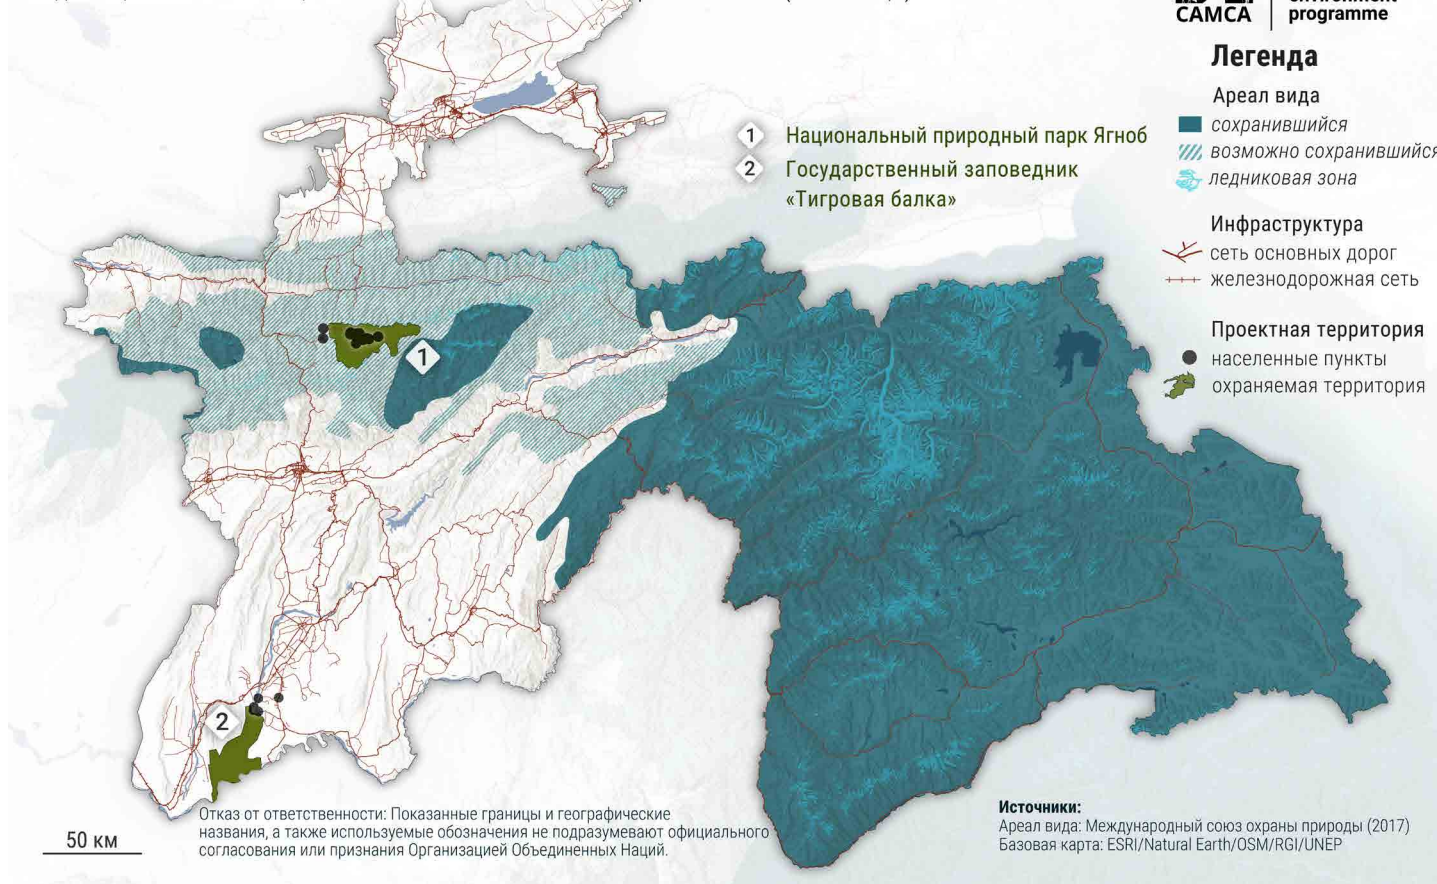 САМСА
programme
Легенда
Ареал вида
сохранившийся
возможно сохранившийся
ледниковая зона
Инфраструктура
сеть основных дорог
железнодорожная сеть
Проектная территория
населенные пункты
охраняемая территория
1 Национальный природный парк Ягноб
2 Государственный заповедник
«Тигровая балка»
1
2
50 км
Отказ от ответственности: Показанные границы и географические
названия, а также используемые обозначения не подразумевают официального
согласования или признания Организацией Объединенных Наций.
Источники:
Ареал вида: Международный союз охраны природы (2017)
Базовая карта: ESRI/Natural Earth/OSM/RGI/UNEP